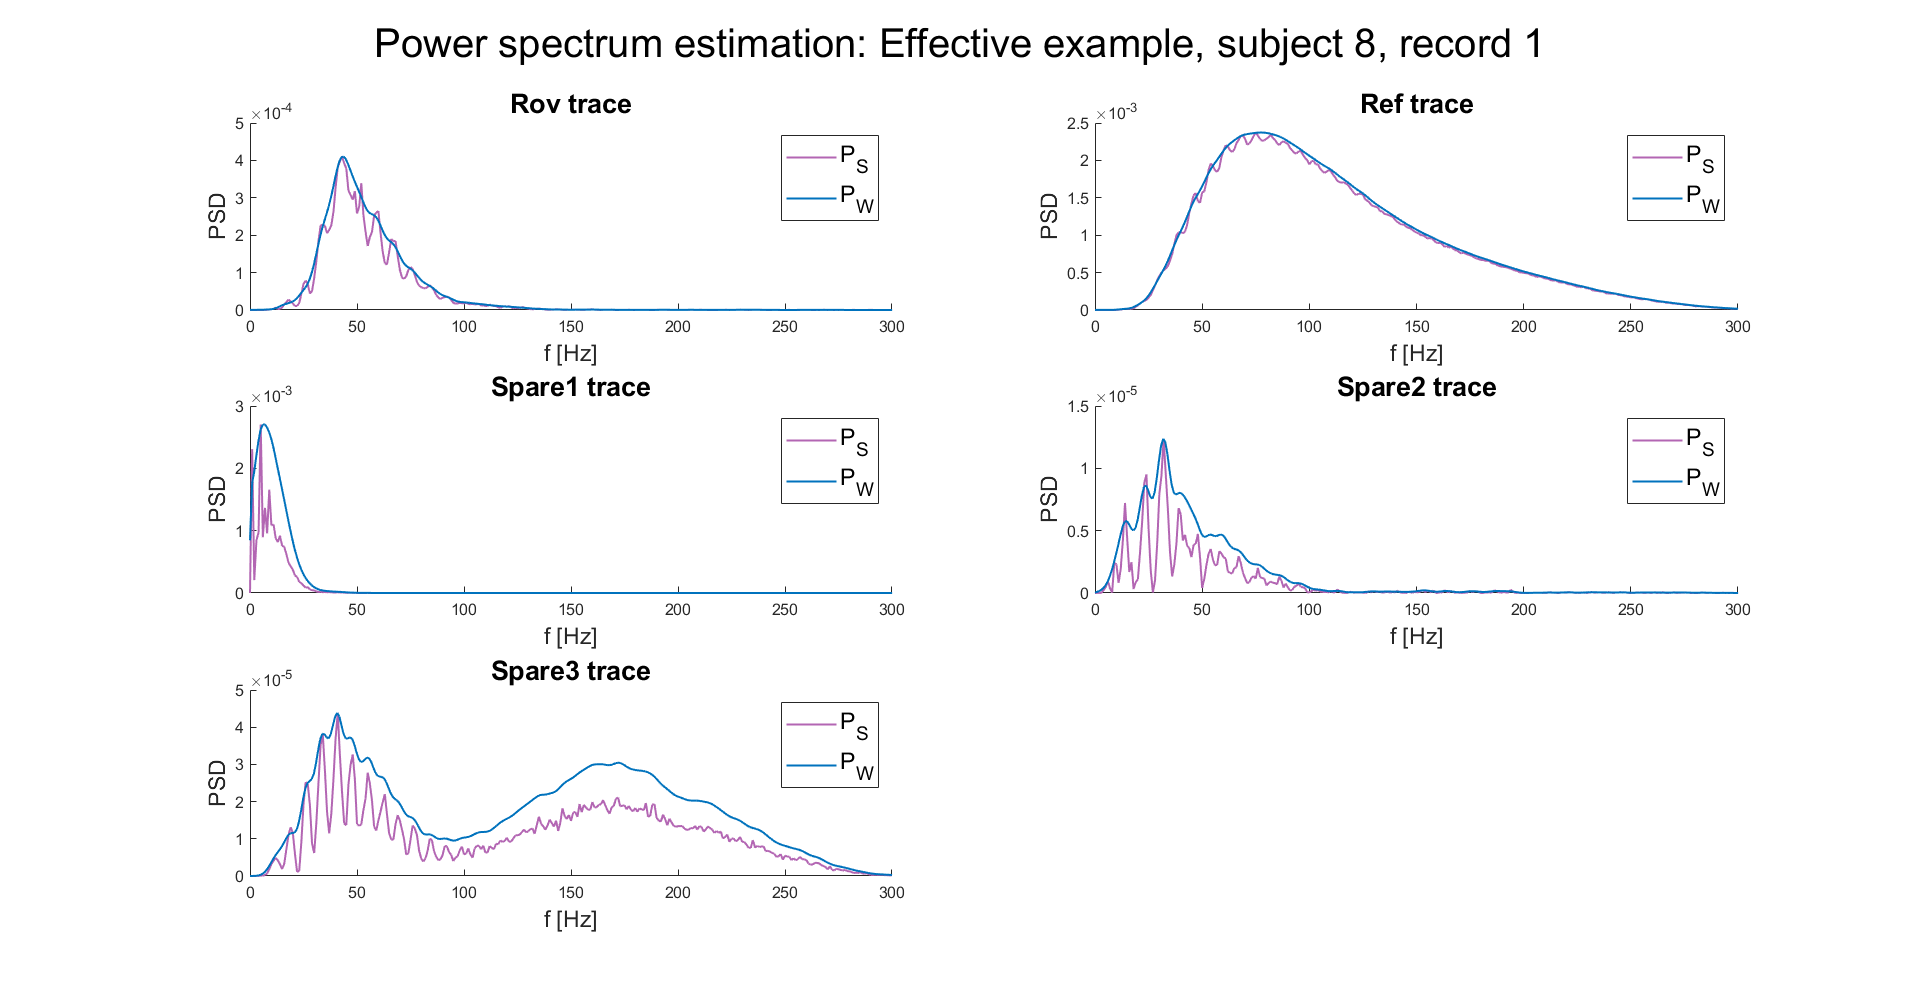 Power spectrum estimation: Effective example, subject 8, record 1
Rov trace
×10-4
5
4
3
2
1
0
PSD
0 50 100 150 200 250 300
f [Hz]
PS
PW
Ref trace
×10-3
2.5
2
1.5
1
0.5
0
PSD
0 50 100 150 200 250 300
f [Hz]
PS
PW
Spare1 trace
×10-3
3
2
1
0
PSD
0 50 100 150 200 250 300
f [Hz]
PS
PW
Spare2 trace
×10-5
1.5
1
0.5
0
PSD
0 50 100 150 200 250 300
f [Hz]
PS
PW
Spare3 trace
×10-5
5
4
3
2
1
0
PSD
0 50 100 150 200 250 300
f [Hz]
PS
PW